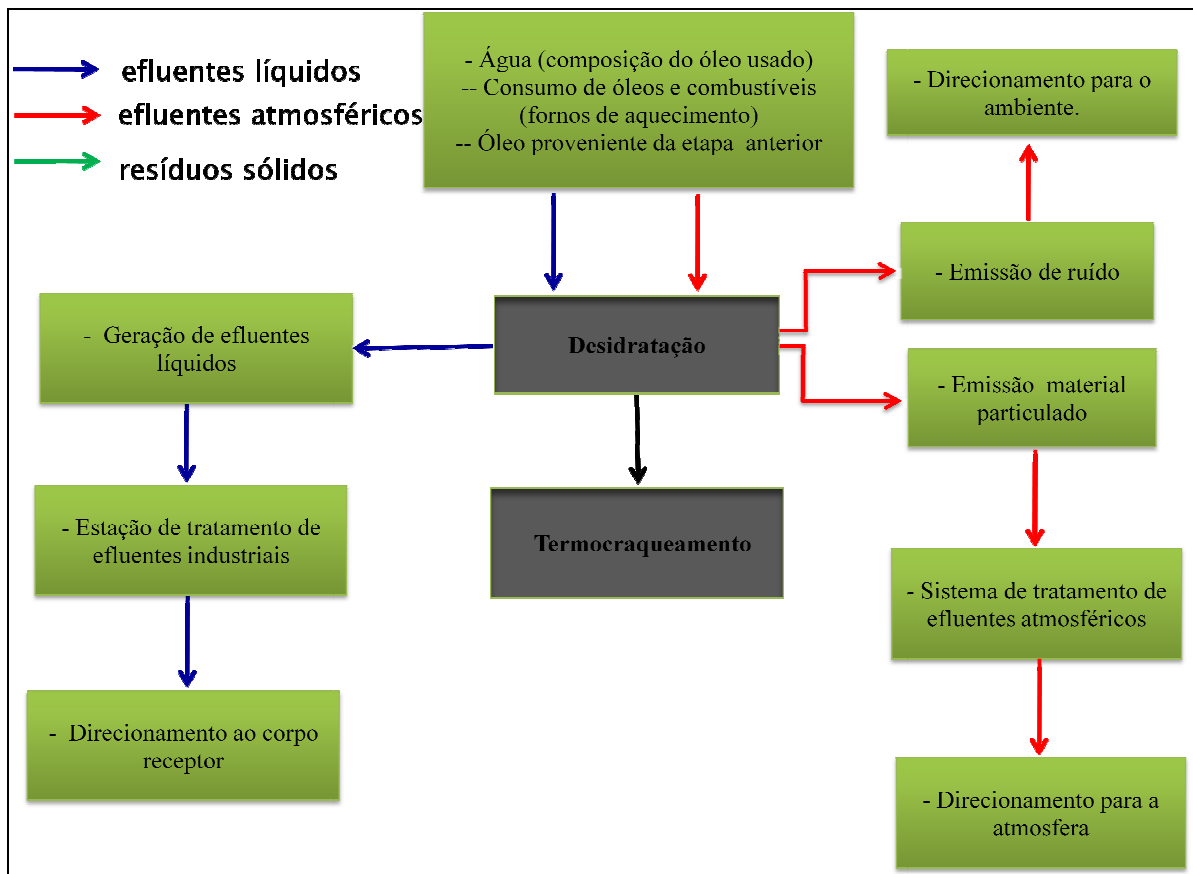 efluentes líquidos
efluentes atmosféricos
resíduos sólidos
- Água (composição do óleo usado)
-- Consumo de óleos e combustíveis
(fornos de aquecimento)
-- Óleo proveniente da etapa anterior
- Direcionamento para o
ambiente.
- Emissão de ruído
- Geração de efluentes
líquidos
Desidratação
- Emissão material
particulado
- Estação de tratamento de
efluentes industriais
Termocraqueamento
- Sistema de tratamento de
efluentes atmosféricos
- Direcionamento ao corpo
receptor
- Direcionamento para a
atmosfera